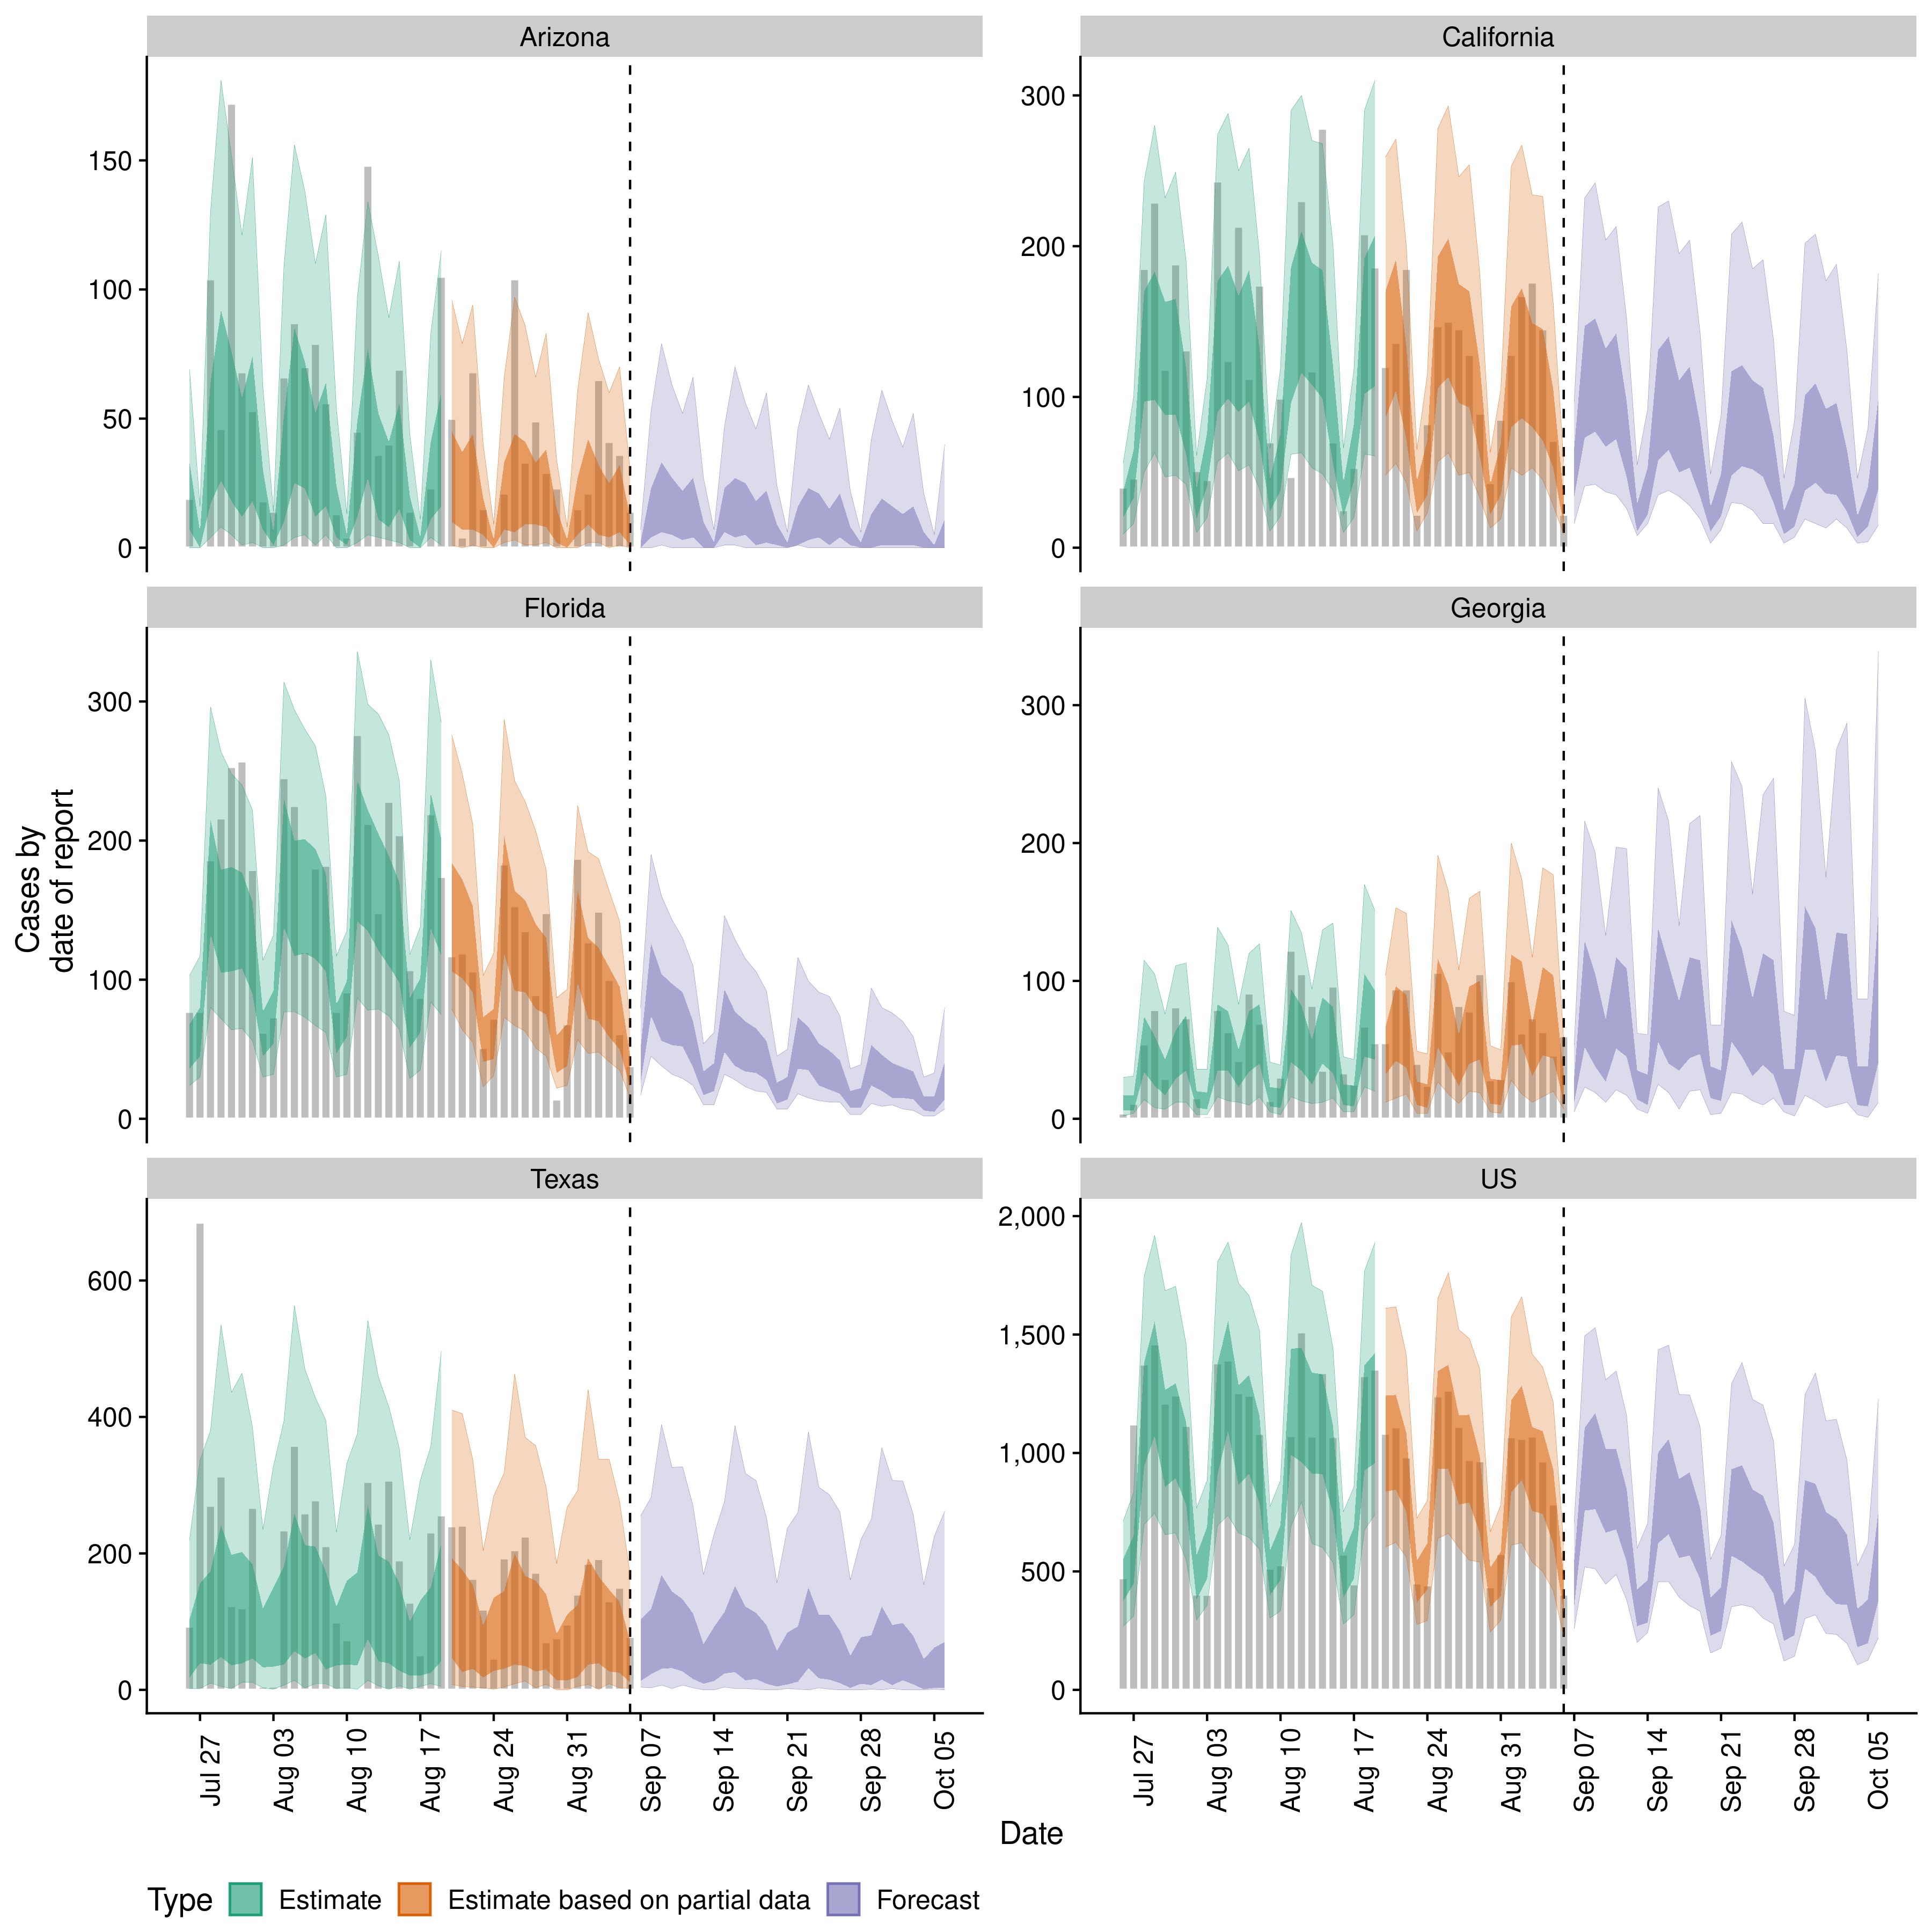 Arizona
California
150
100
50
0
300
200
100
0
Florida
Georgia
Cases by
date of report
300
200
100
0
300
200
100
0
Texas
US
600
400
200
0
2,000
1,500
1,000
500
0
Jul 27
Aug 03
Aug 10
Aug 17
Aug 24
Aug 31
Sep 07
Sep 14
Sep 21
Sep 28
Oct 05
Jul 27
Aug 03
Aug 10
Aug 17
Aug 24
Aug 31
Sep 07
Sep 14
Sep 21
Sep 28
Oct 05
Date
Type Estimate Estimate based on partial data Forecast